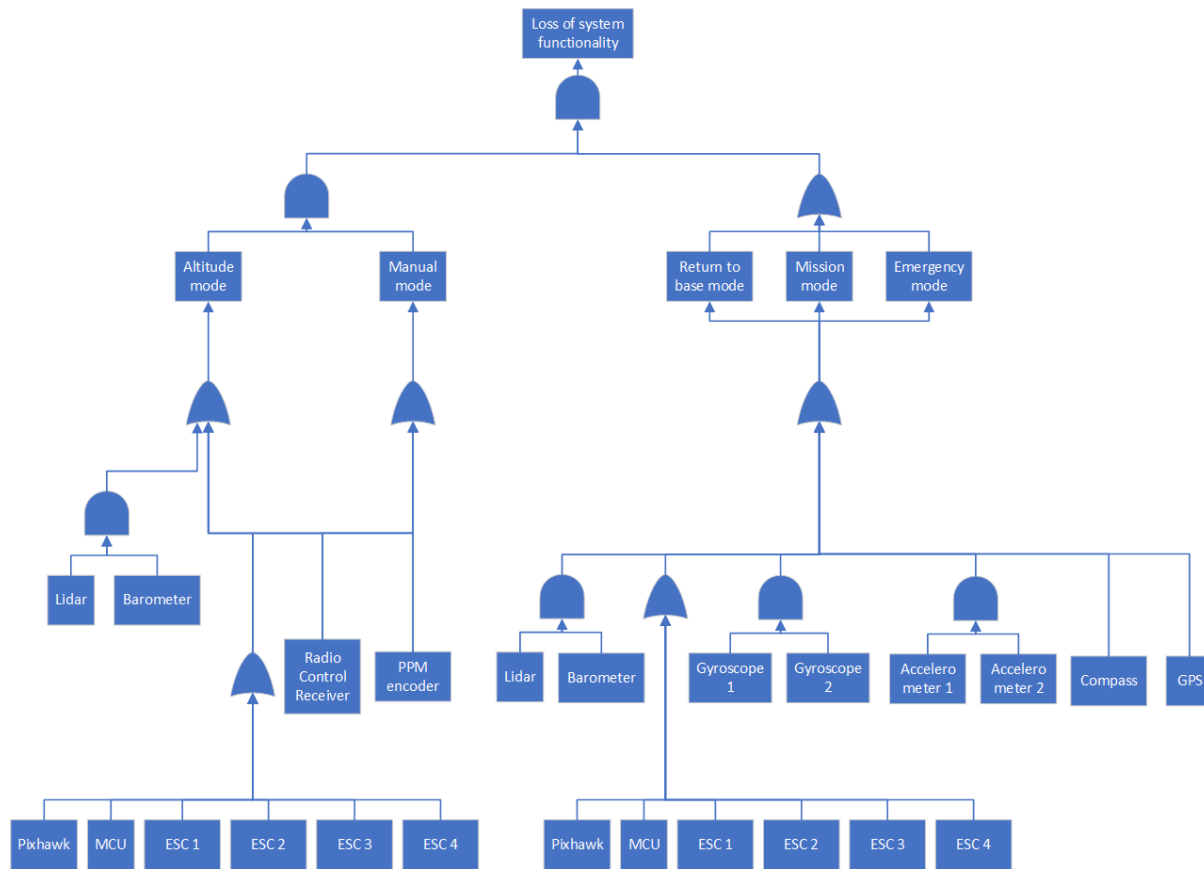 Loss of system
functionality
Altitude
mode
Manual
mode
Return to
base mode
Mission
mode
Emergency
mode
Lidar
Barometer
Radio
Control
Receiver
PPM
encoder
Lidar
Barometer
Gyroscope
1
Gyroscope
2
Accelero
meter 1
Accelero
meter 2
Compass
GPS
Pixhawk
MCU
ESC 1
ESC 2
ESC 3
ESC 4
Pixhawk
MCU
ESC 1
ESC 2
ESC 3
ESC 4